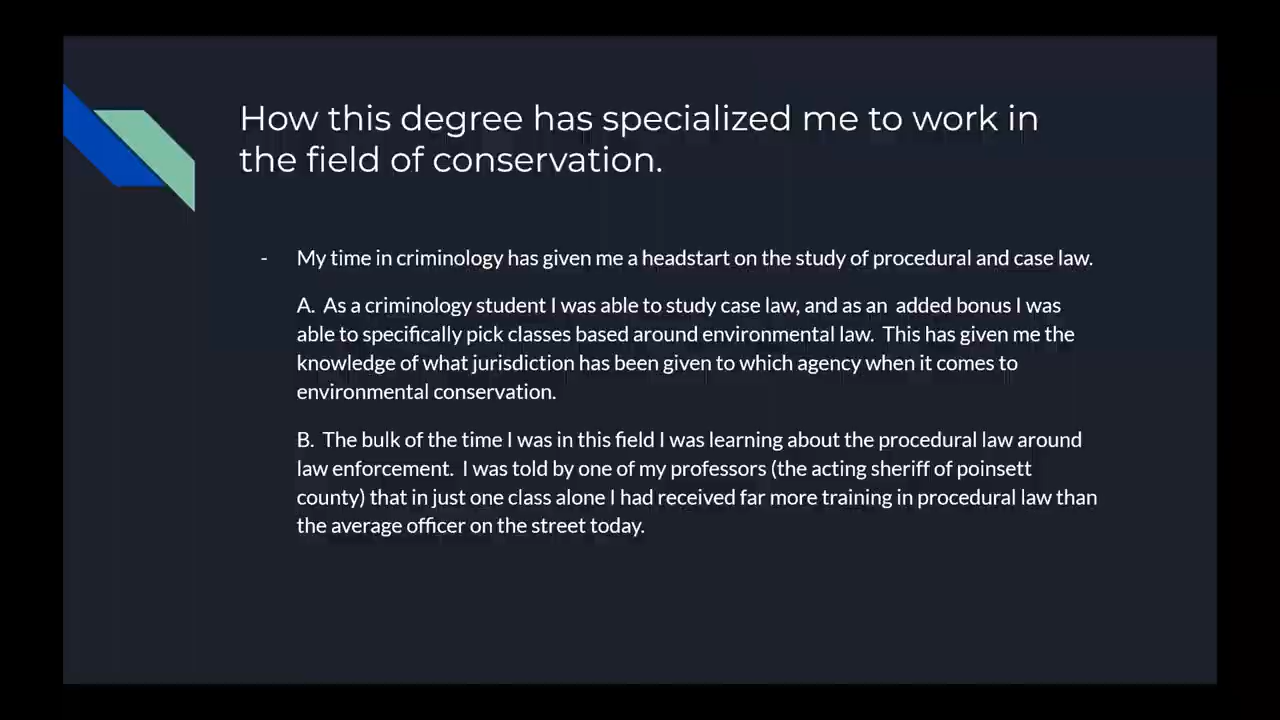 How this degree has specialized me to work in
the field of conservation.
- My time in criminology has given me a headstart on the study of procedural and case law.
A.  As a criminology student I was able to study case law, and as an  added bonus I was
able to specifically pick classes based around environmental law.  This has given me the
knowledge of what jurisdiction has been given to which agency when it comes to
environmental conservation.
B.  The bulk of the time I was in this field I was learning about the procedural law around
law enforcement.  I was told by one of my professors (the acting sheriff of poinsett
county) that in just one class alone I had received far more training in procedural law than
the average officer on the street today.